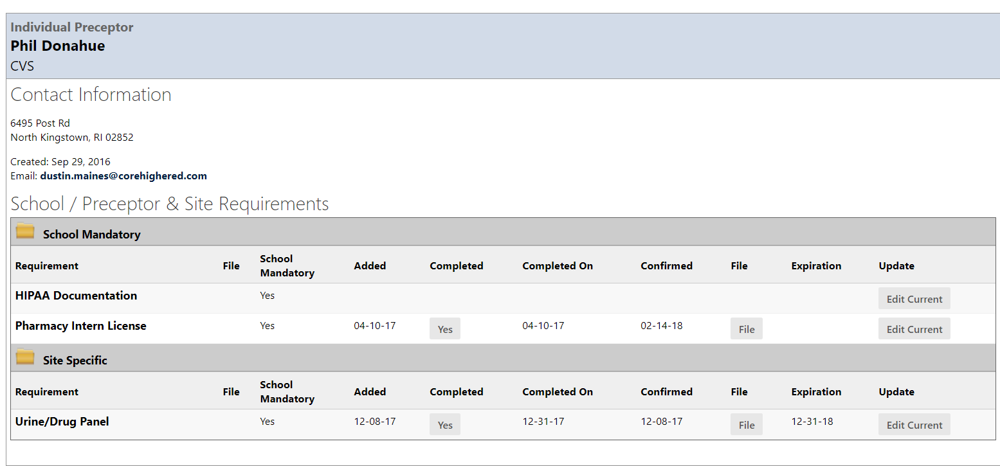 Individual Preceptor
Phil Donahue
CVS
Contact Information
6495 Post Rd
North Kingstown, RI 02852
Created: Sep 29, 2016
Email: dustin.maines@corehighered.com
School / Preceptor & Site Requirements
School Mandatory
Requirement File School Mandatory Added Completed Completed On Confirmed File Expiration Update
HIPAA Documentation Yes Edit Current
Pharmacy Intern License Yes 04-10-17 Yes 04-10-17 02-14-18 File Edit Current
Site Specific
Requirement File School Mandatory Added Completed Completed On Confirmed File Expiration Update
Urine/Drug Panel Yes 12-08-17 Yes 12-31-17 12-08-17 File 12-31-18 Edit Current